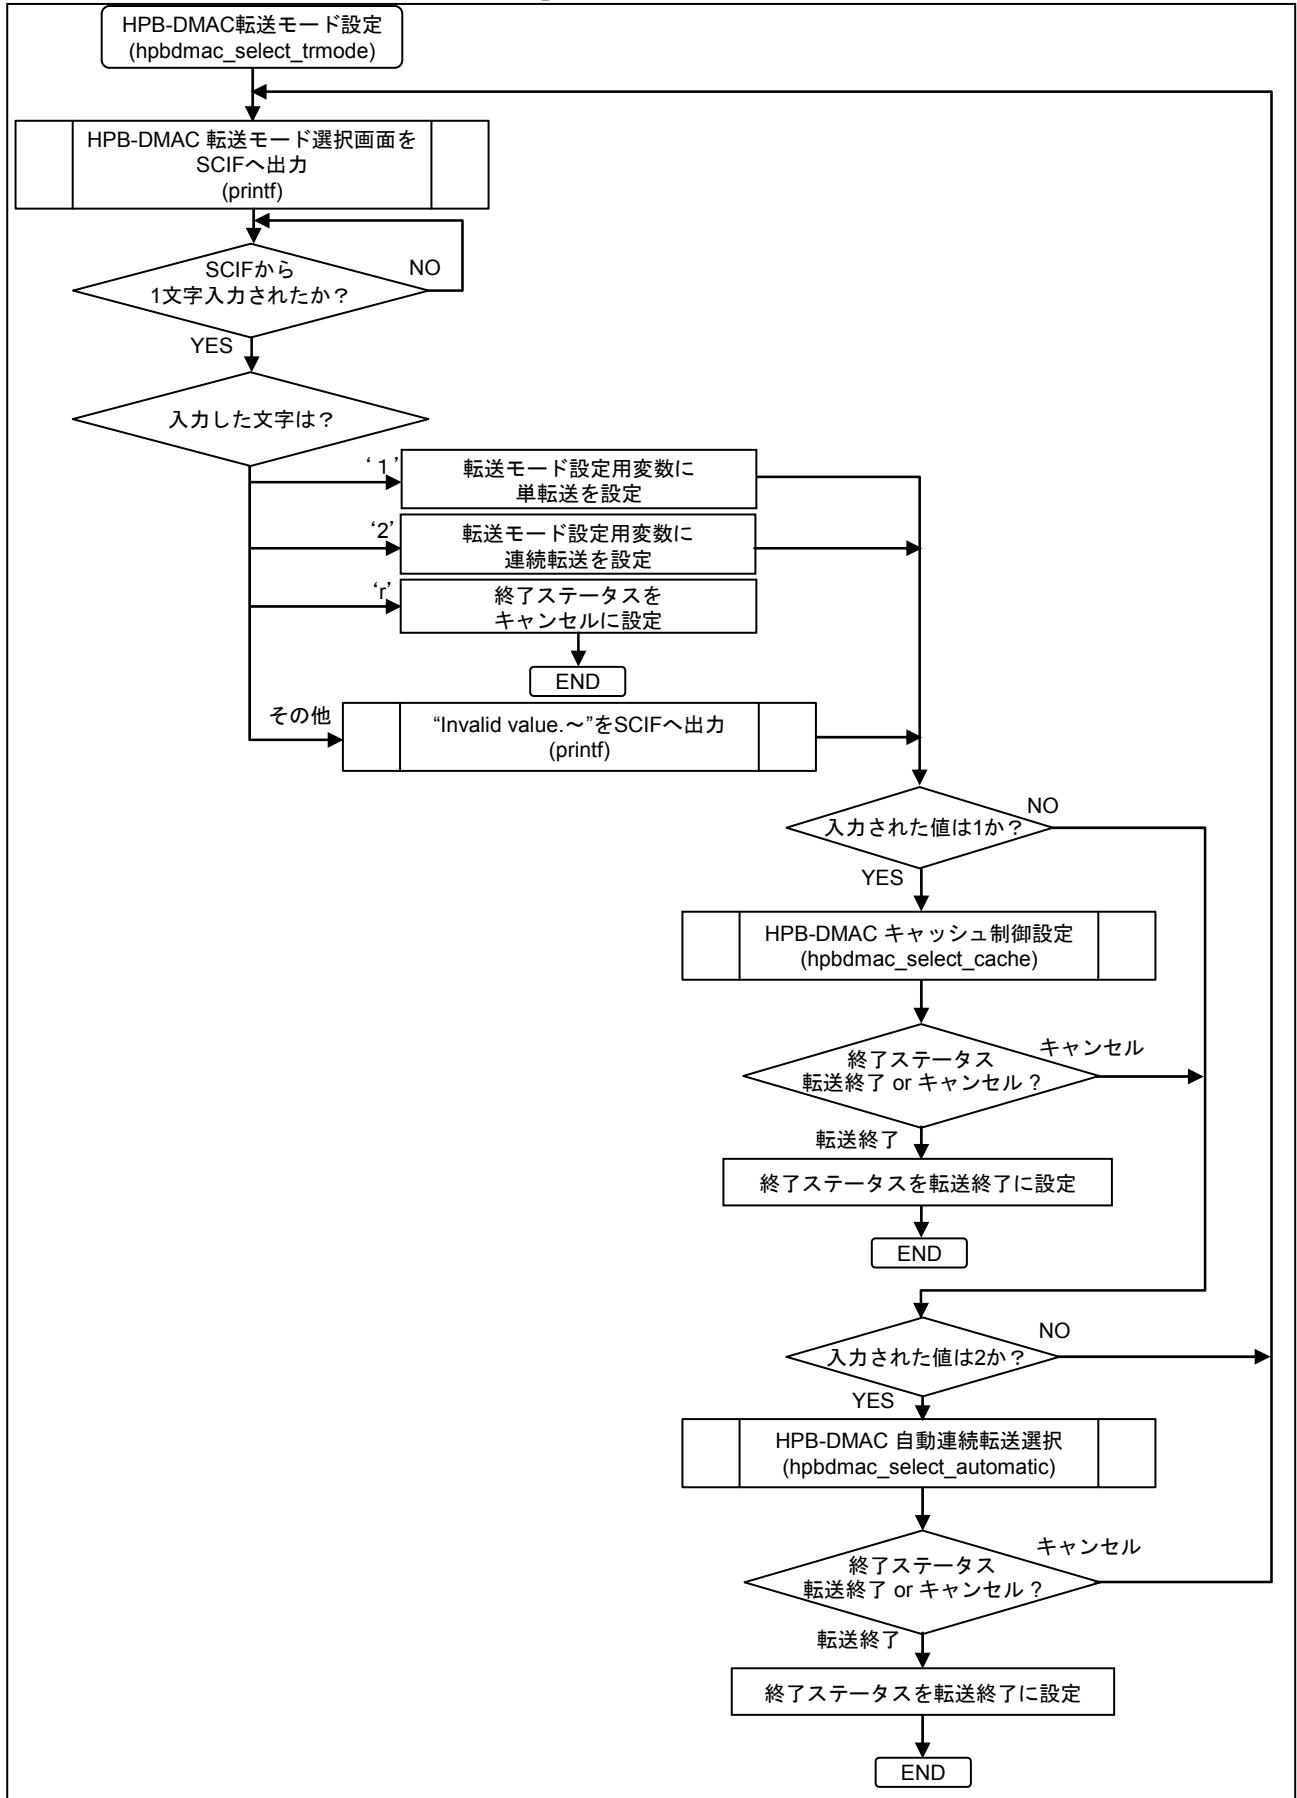 HPB-DMAC転送モード設定
(hpbdmac_select_trmode)
HPB-DMAC 転送モード選択画面を
SCIFへ出力
(printf)
SCIFから
1文字入力されたか？
NO
YES
入力した文字は？
‘１’
転送モード設定用変数に
単転送を設定
‘2’
転送モード設定用変数に
連続転送を設定
‘r’
終了ステータスを
キャンセルに設定
END
その他
“Invalid value.～”をSCIFへ出力
(printf)
入力された値は1か？
NO
YES
HPB-DMAC キャッシュ制御設定
(hpbdmac_select_cache)
終了ステータス
転送終了 or キャンセル？
キャンセル
転送終了
終了ステータスを転送終了に設定
END
入力された値は2か？
NO
YES
HPB-DMAC 自動連続転送選択
(hpbdmac_select_automatic)
終了ステータス
転送終了 or キャンセル？
キャンセル
転送終了
終了ステータスを転送終了に設定
END